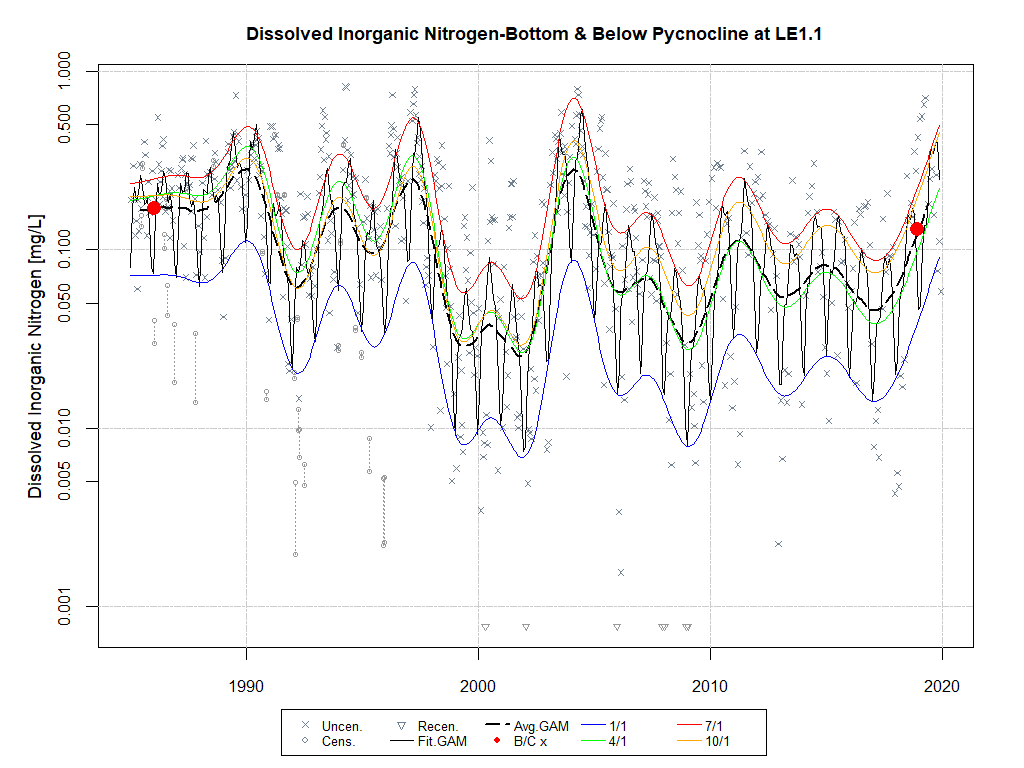 Dissolved Inorganic Nitrogen-Bottom & Below Pycnocline at LE1.1
Dissolved Inorganic Nitrogen [mg/L]
1.000
0.500
0.100
0.050
0.010
0.005
0.001
1990 2000 2010 2020
Uncen. Recen. Avg.GAM 1/1 7/1
Cens. Fit.GAM B/C x 4/1 10/1